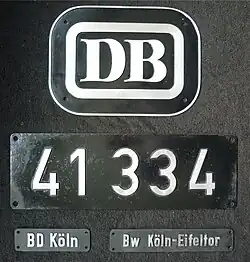 DB
41 334
BD Köln
Bw Köln-Eifeltor